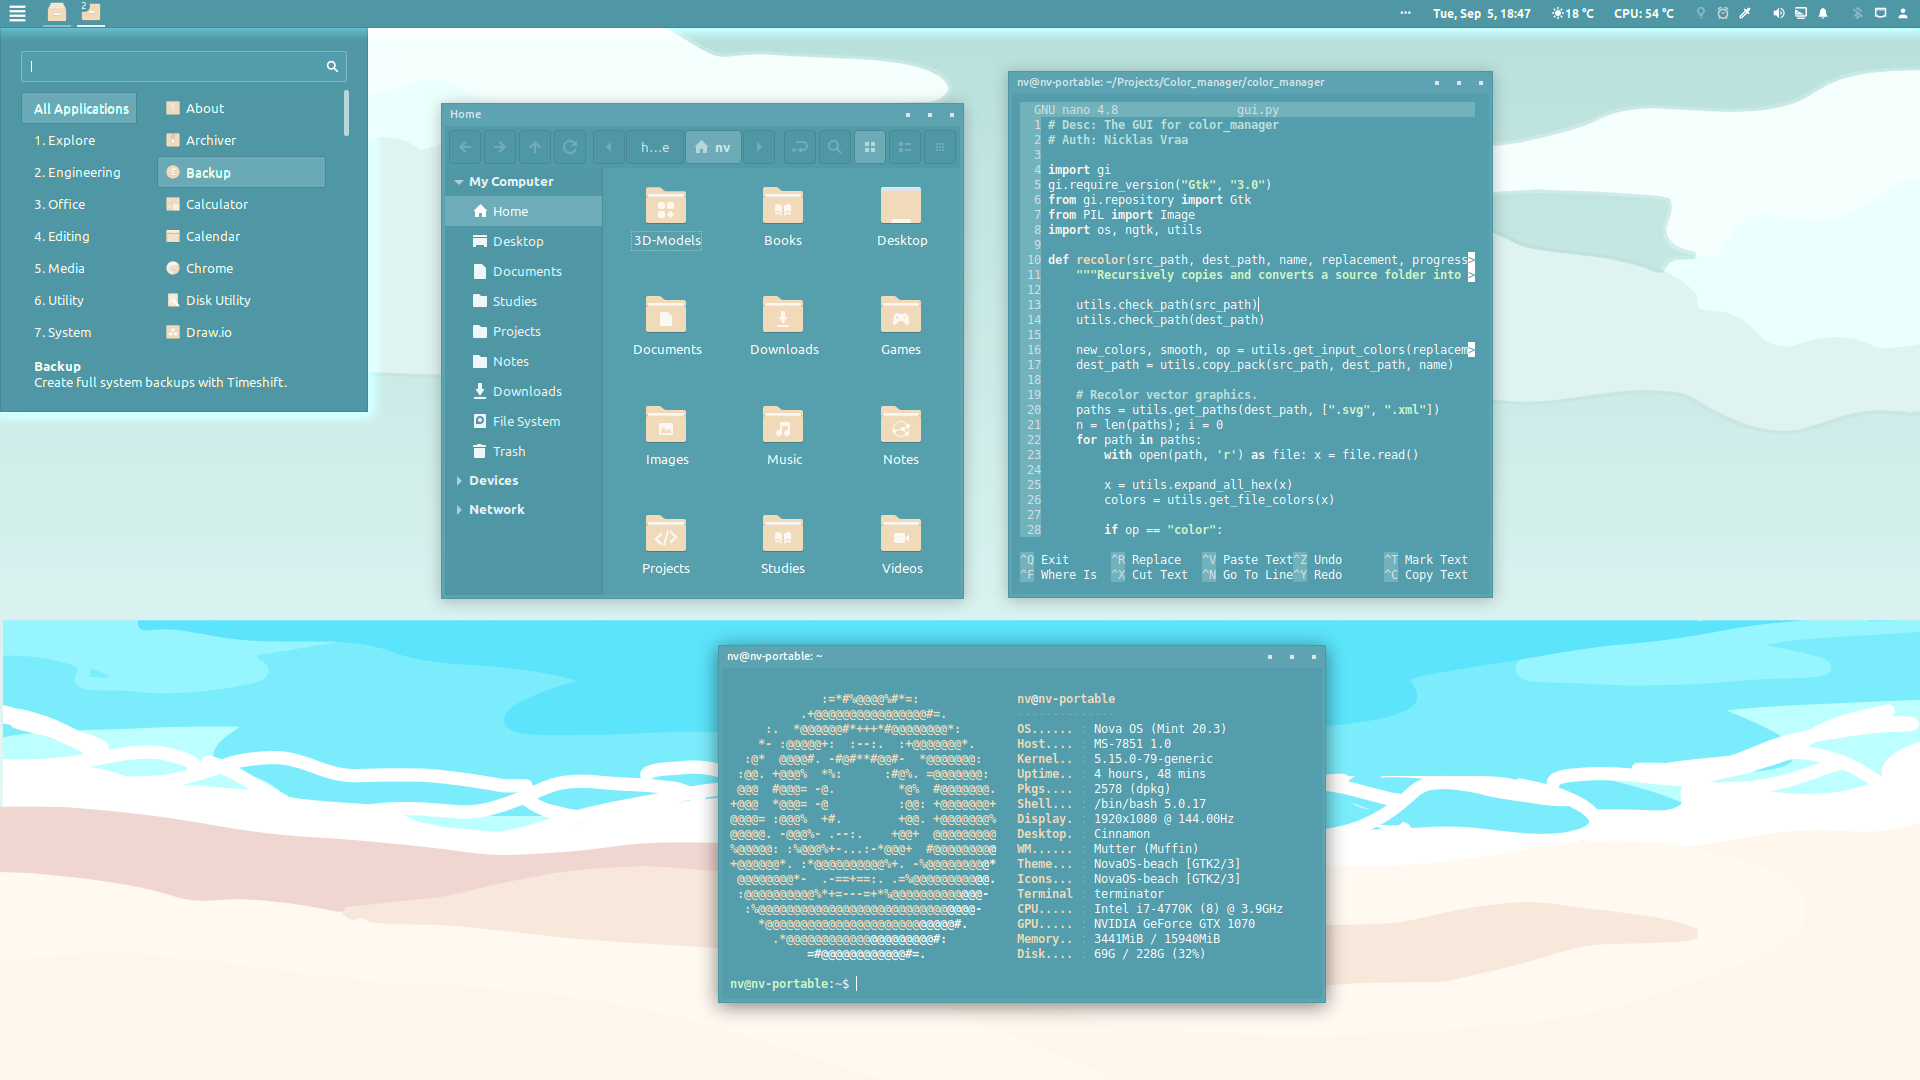 2
Tue, Sep 5, 18:47
18 °C
CPU: 54 °C
All Applications
1. Explore
2. Engineering
3. Office
4. Editing
5. Media
6. Utility
7. System
About
Archiver
Backup
Calculator
Calendar
Chrome
Disk Utility
Draw.io
Backup
Create full system backups with Timeshift.
Home
h...e
nv
My Computer
Home
Desktop
Documents
Studies
Projects
Notes
Downloads
File System
Trash
Devices
Network
3D-Models
Books
Desktop
Documents
Downloads
Games
Images
Music
Notes
Projects
Studies
Videos
nv@nv-portable: ~/Projects/Color_manager/color_manager
GNU nano 4.8 gui.py
1 # Desc: The GUI for color_manager
2 # Auth: Nicklas Vraa
3
4 import gi
5 gi.require_version("Gtk", "3.0")
6 from gi.repository import Gtk
7 from PIL import Image
8 import os, ngtk, utils
9
10 def recolor(src_path, dest_path, name, replacement, progress>
11 """Recursively copies and converts a source folder into >
12
13 utils.check_path(src_path)
14 utils.check_path(dest_path)
15
16 new_colors, smooth, op = utils.get_input_colors(replacem>
17 dest_path = utils.copy_pack(src_path, dest_path, name)
18
19 # Recolor vector graphics.
20 paths = utils.get_paths(dest_path, [".svg", ".xml"])
21 n = len(paths); i = 0
22 for path in paths:
23 with open(path, 'r') as file: x = file.read()
24
25 x = utils.expand_all_hex(x)
26 colors = utils.get_file_colors(x)
27
28 if op == "color":
^Q Exit ^R Replace ^V Paste Text ^Z Undo ^T Mark Text
^F Where Is ^X Cut Text ^N Go To Line ^Y Redo ^C Copy Text
nv@nv-portable: ~
nv@nv-portable
--------------
OS...... : Nova OS (Mint 20.3)
Host.... : MS-7851 1.0
Kernel.. : 5.15.0-79-generic
Uptime.. : 4 hours, 48 mins
Pkgs.... : 2578 (dpkg)
Shell... : /bin/bash 5.0.17
Display. : 1920x1080 @ 144.00Hz
Desktop. : Cinnamon
WM...... : Mutter (Muffin)
Theme... : NovaOS-beach [GTK2/3]
Icons... : NovaOS-beach [GTK2/3]
Terminal : terminator
CPU..... : Intel i7-4770K (8) @ 3.9GHz
GPU..... : NVIDIA GeForce GTX 1070
Memory.. : 3441MiB / 15940MiB
Disk.... : 69G / 228G (32%)
nv@nv-portable:~$